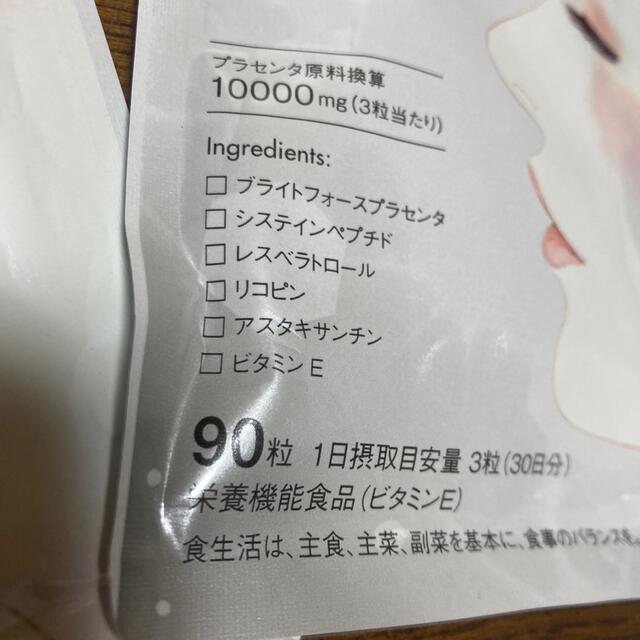 プラセンタ原料換算
10000mg(3粒当たり)
Ingredients:
□ ブライトフォースプラセンタ
□ システインペプチド
□ レスベラトロール
□ リコピン
□ アスタキサンチン
□ ビタミンE
90粒 1日摂取目安量 3粒(30日分)
栄養機能食品(ビタミンE)
食生活は、主食、主菜、副菜を基本に、食事のバランスを。